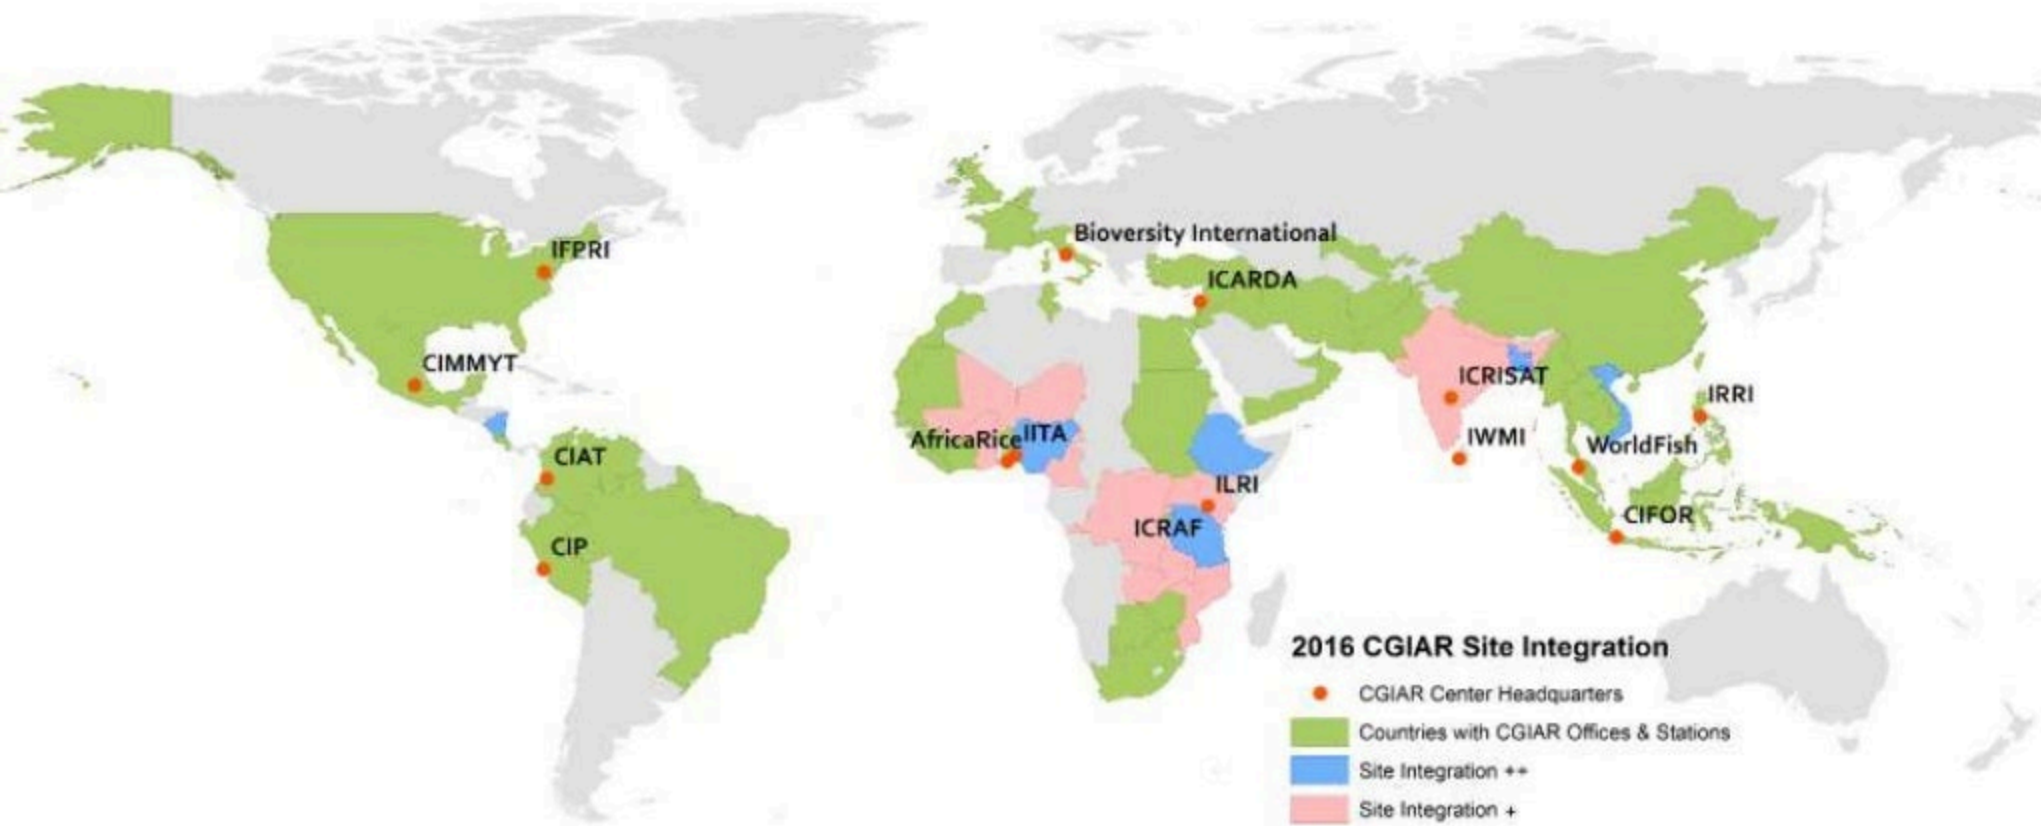 IFPRI
CIMMYT
CIAT
CIP
Bioversity International
ICARDA
AfricaRice
IITA
ILRI
ICRAF
ICRISAT
IWMI
IRRI
WorldFish
CIFOR
2016 CGIAR Site Integration
CGIAR Center Headquarters
Countries with CGIAR Offices & Stations
Site Integration ++
Site Integration +